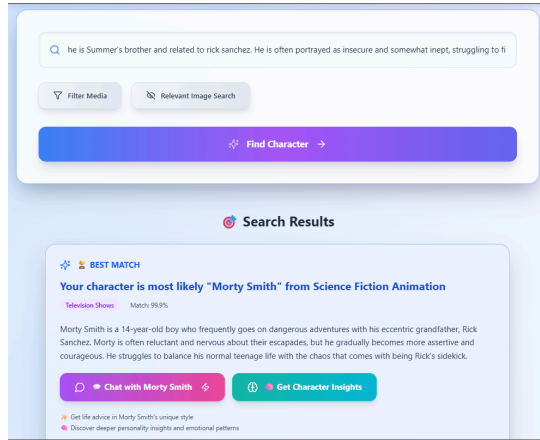 he is Summer's brother and related to rick sanchez. He is often portrayed as insecure and somewhat inept, struggling to fi
Filter Media
Relevant Image Search
Find Character →
🎯 Search Results
BEST MATCH
Your character is most likely "Morty Smith" from Science Fiction Animation
Television Shows Match: 99.9%
Morty Smith is a 14-year-old boy who frequently goes on dangerous adventures with his eccentric grandfather, Rick
Sanchez. Morty is often reluctant and nervous about their escapades, but he gradually becomes more assertive and
courageous. He struggles to balance his normal teenage life with the chaos that comes with being Rick's sidekick.
Chat with Morty Smith
Get Character Insights
Get life advice in Morty Smith's unique style
Discover deeper personality insights and emotional patterns